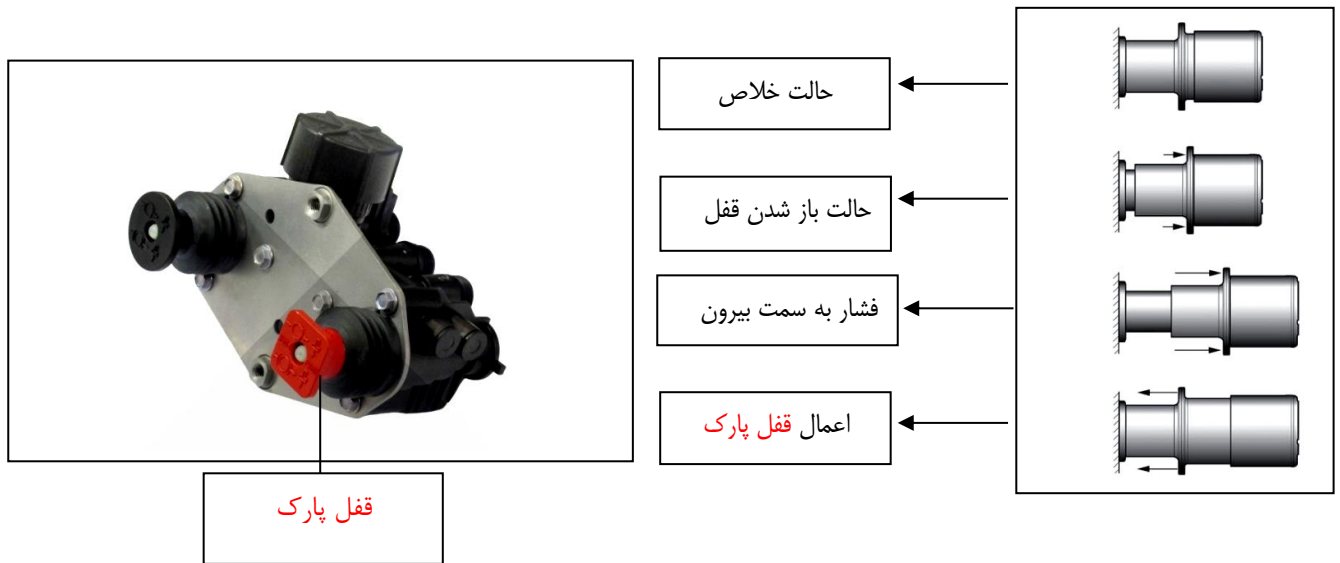 حالت خلاص
حالت باز شدن قفل
فشار به سمت بیرون
اعمال قفل پارک
قفل پارک